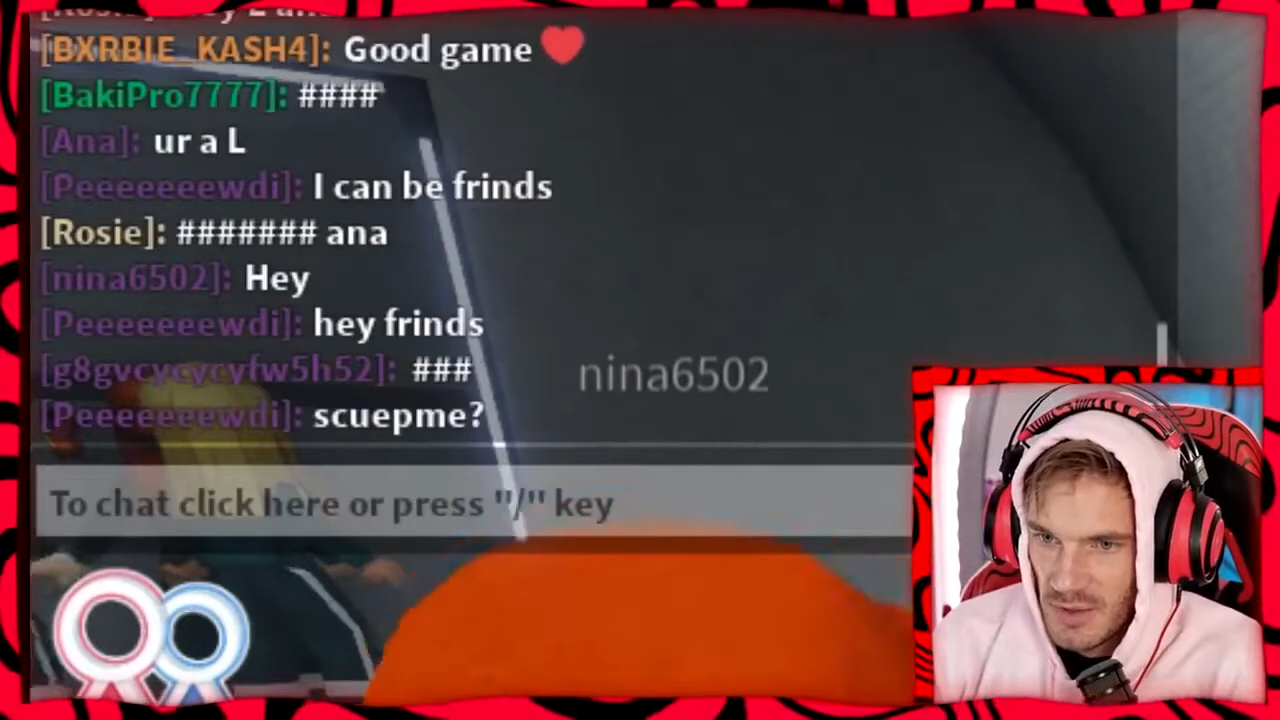 [BXRBIE_KASH4]: Good game ❤
[BakiPro7777]: ####
[Ana]: ur a L
[Peeeeeeewdi]: I can be frinds
[Rosie]: ####### ana
[nina6502]: Hey
[Peeeeeeewdi]: hey frinds
[g8gvcycycyfw5h52]: ###
[Peeeeeeewdi]: scuepme?
nina6502
To chat click here or press "/" key